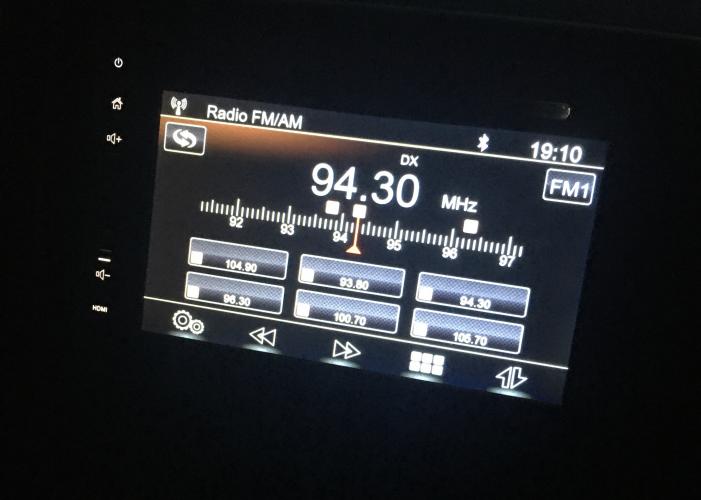 Radio FM/AM
19:10
DX
94.30 MHz
FM1
92 93 94 95 96 97
104.90 93.80 94.30
96.30 100.70 105.70
HDMI